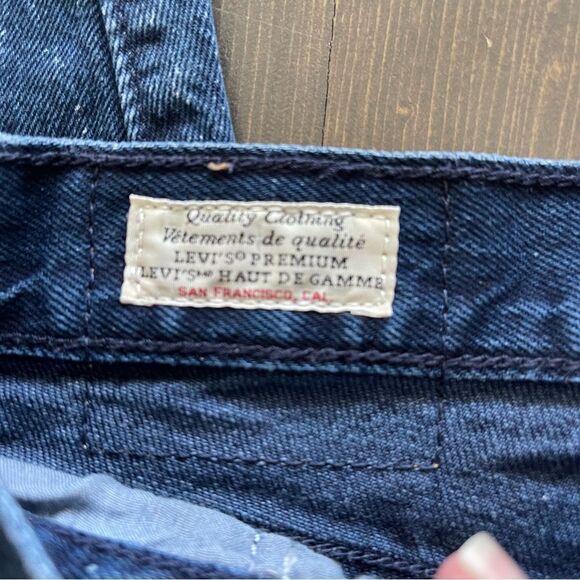 Quality Clothing
Vêtements de qualité
LEVI'S® PREMIUM
LEVI'S ᴹᴰ HAUT DE GAMME
SAN FRANCISCO, CAL.